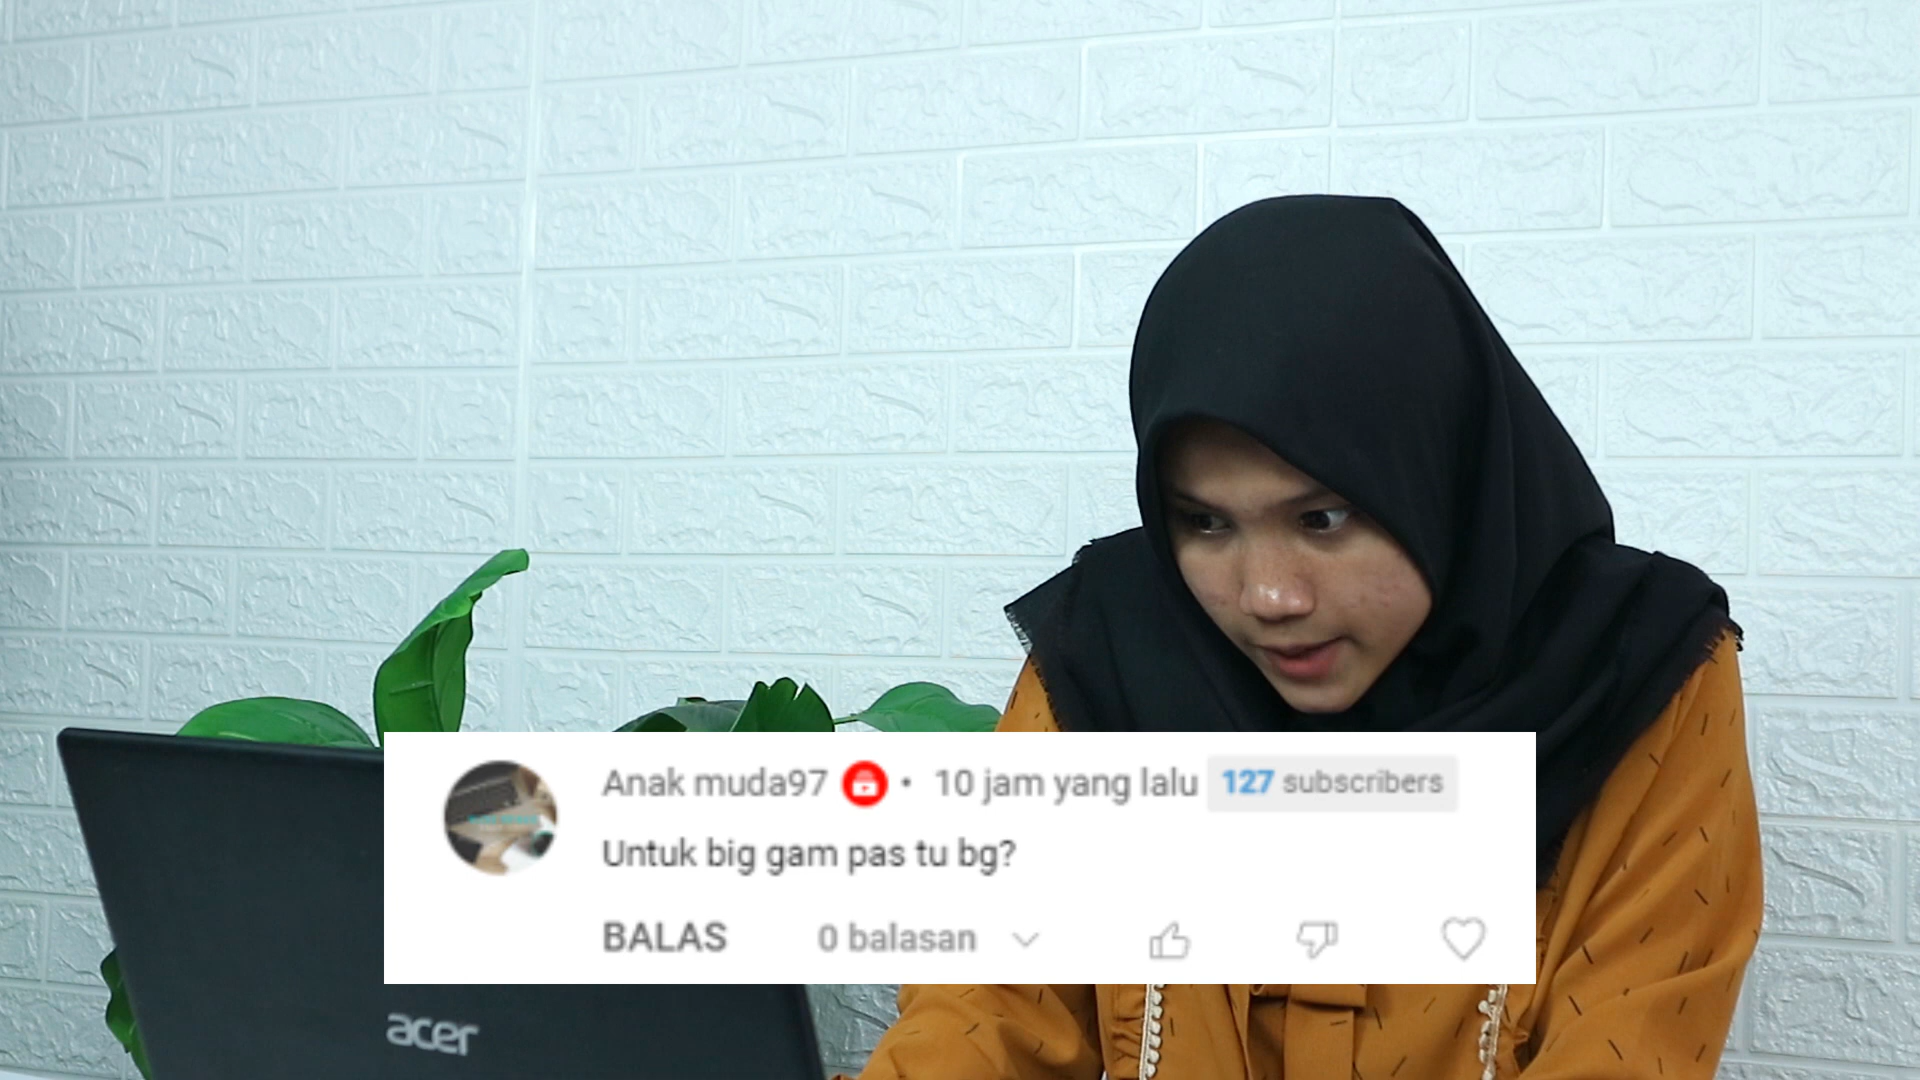 Anak muda97 • 10 jam yang lalu 127 subscribers
Untuk big gam pas tu bg?
BALAS 0 balasan
acer